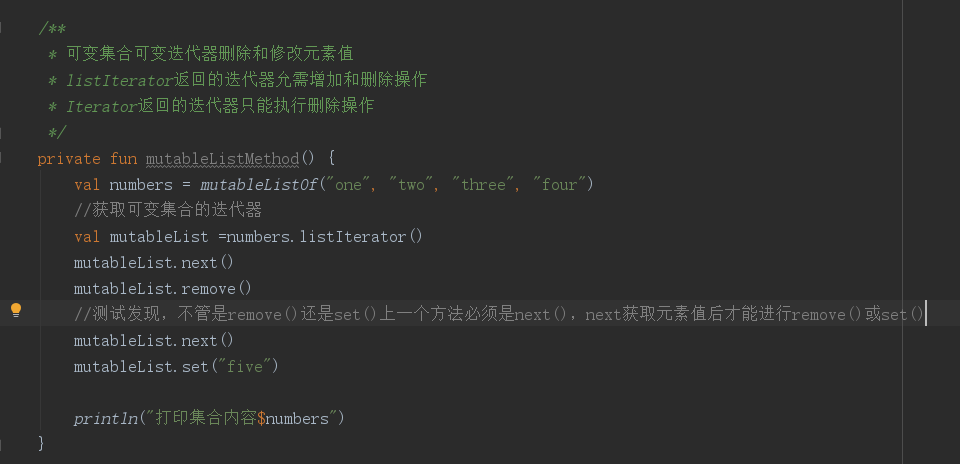 /**
 * 可变集合可变迭代器删除和修改元素值
 * listIterator返回的迭代器允需增加和删除操作
 * Iterator返回的迭代器只能执行删除操作
 */
private fun mutableListMethod() {
    val numbers = mutableListOf("one", "two", "three", "four")
    //获取可变集合的迭代器
    val mutableList =numbers.listIterator()
    mutableList.next()
    mutableList.remove()
    //测试发现，不管是remove()还是set()上一个方法必须是next()，next获取元素值后才能进行remove()或set()
    mutableList.next()
    mutableList.set("five")
    println("打印集合内容$numbers")
}